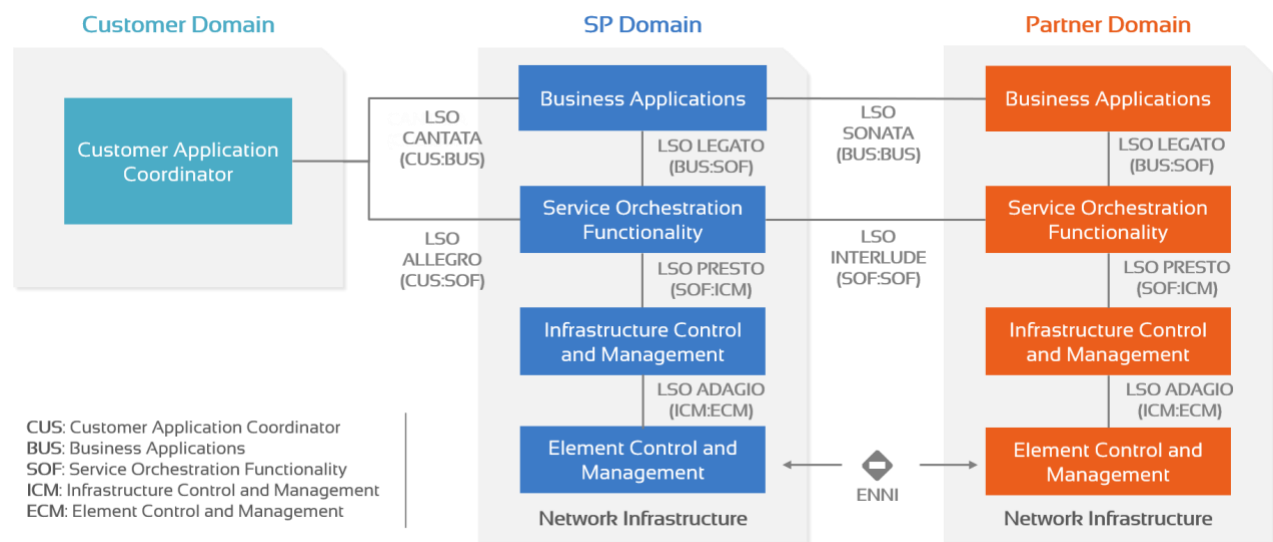 Customer Domain
SP Domain
Partner Domain
Customer Application
Coordinator
LSO
CANTATA
(CUS:BUS)
LSO
ALLEGRO
(CUS:SOF)
Business Applications
LSO LEGATO
(BUS:SOF)
Service Orchestration
Functionality
LSO PRESTO
(SOF:ICM)
Infrastructure Control
and Management
LSO ADAGIO
(ICM:ECM)
Element Control and
Management
Network Infrastructure
LSO
SONATA
(BUS:BUS)
LSO
INTERLUDE
(SOF:SOF)
ENNI
Business Applications
LSO LEGATO
(BUS:SOF)
Service Orchestration
Functionality
LSO PRESTO
(SOF:ICM)
Infrastructure Control
and Management
LSO ADAGIO
(ICM:ECM)
Element Control and
Management
Network Infrastructure
CUS: Customer Application Coordinator
BUS: Business Applications
SOF: Service Orchestration Functionality
ICM: Infrastructure Control and Management
ECM: Element Control and Management